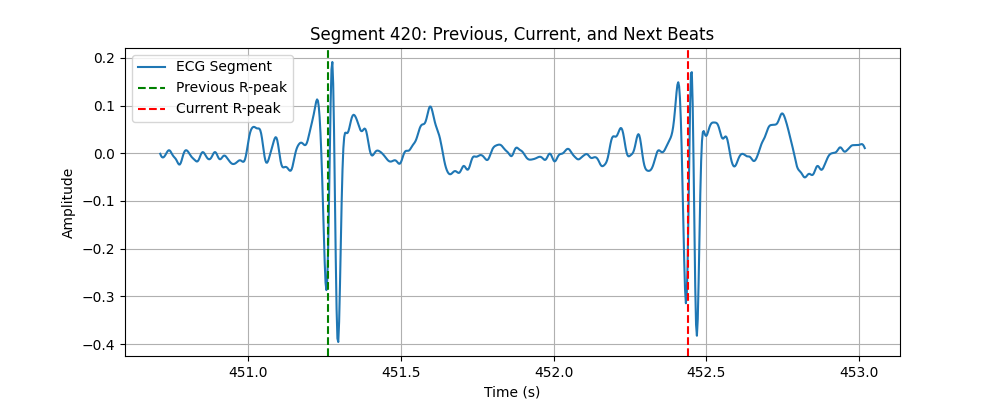 Segment 420: Previous, Current, and Next Beats
ECG Segment
Previous R-peak
Current R-peak
0.2
0.1
0.0
−0.1
−0.2
−0.3
−0.4
Amplitude
451.0 451.5 452.0 452.5 453.0
Time (s)